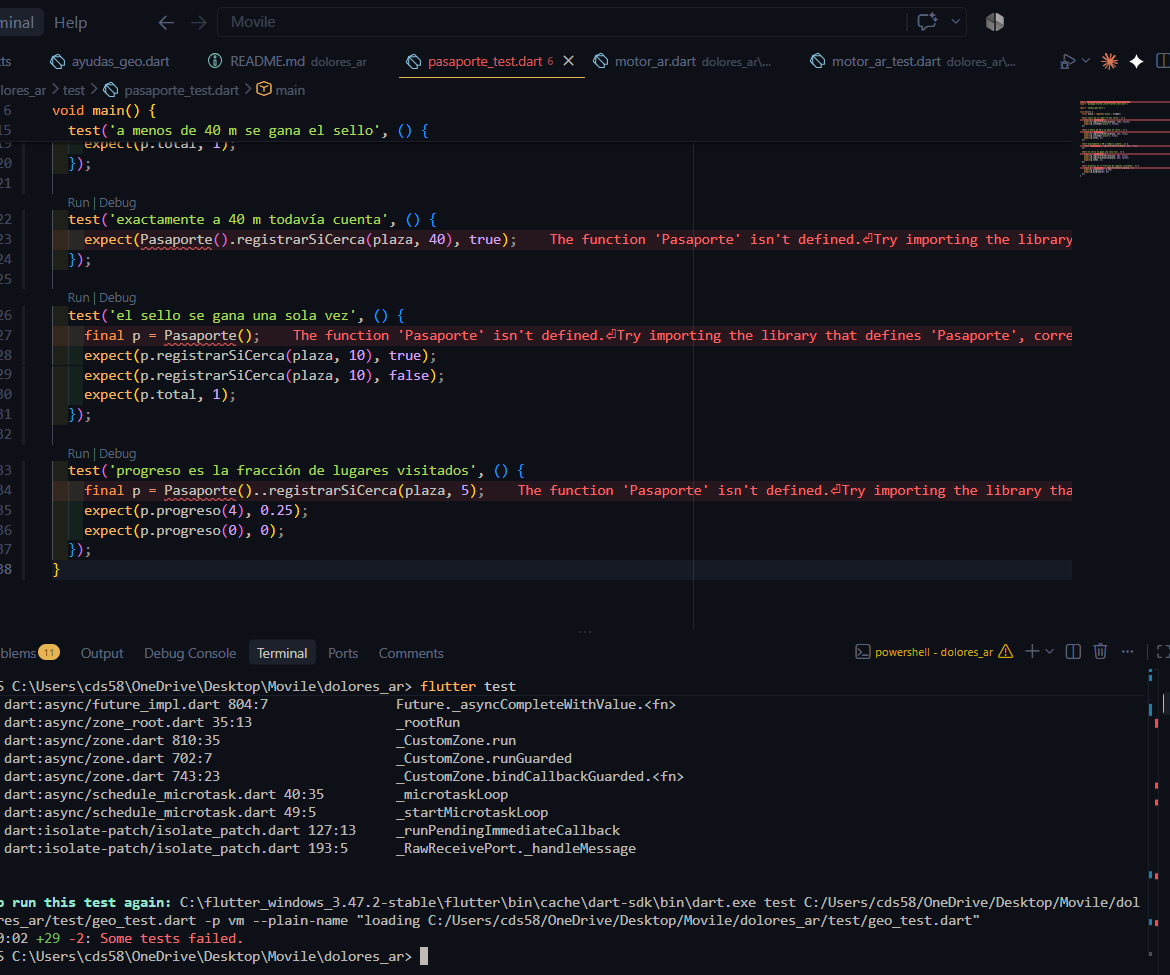 minal Help Movile
ts ayudas_geo.dart README.md dolores_ar pasaporte_test.dart 6 motor_ar.dart dolores_ar\... motor_ar_test.dart dolores_ar\...
lores_ar > test > pasaporte_test.dart > main
6 void main() {
15 test('a menos de 40 m se gana el sello', () {
19 expect(p.total, 1);
20 });
21
Run | Debug
22 test('exactamente a 40 m todavía cuenta', () {
23 expect(Pasaporte().registrarSiCerca(plaza, 40), true); The function 'Pasaporte' isn't defined.⏎Try importing the library
24 });
25
Run | Debug
26 test('el sello se gana una sola vez', () {
27 final p = Pasaporte(); The function 'Pasaporte' isn't defined.⏎Try importing the library that defines 'Pasaporte', corre
28 expect(p.registrarSiCerca(plaza, 10), true);
29 expect(p.registrarSiCerca(plaza, 10), false);
30 expect(p.total, 1);
31 });
32
Run | Debug
33 test('progreso es la fracción de lugares visitados', () {
34 final p = Pasaporte()..registrarSiCerca(plaza, 5); The function 'Pasaporte' isn't defined.⏎Try importing the library tha
35 expect(p.progreso(4), 0.25);
36 expect(p.progreso(0), 0);
37 });
38 }
blems 11 Output Debug Console Terminal Ports Comments powershell - dolores_ar
S C:\Users\cds58\OneDrive\Desktop\Movile\dolores_ar> flutter test
dart:async/future_impl.dart 804:7 Future._asyncCompleteWithValue.<fn>
dart:async/zone_root.dart 35:13 _rootRun
dart:async/zone.dart 810:35 _CustomZone.run
dart:async/zone.dart 702:7 _CustomZone.runGuarded
dart:async/zone.dart 743:23 _CustomZone.bindCallbackGuarded.<fn>
dart:async/schedule_microtask.dart 40:35 _microtaskLoop
dart:async/schedule_microtask.dart 49:5 _startMicrotaskLoop
dart:isolate-patch/isolate_patch.dart 127:13 _runPendingImmediateCallback
dart:isolate-patch/isolate_patch.dart 193:5 _RawReceivePort._handleMessage
o run this test again: C:\flutter_windows_3.47.2-stable\flutter\bin\cache\dart-sdk\bin\dart.exe test C:/Users/cds58/OneDrive/Desktop/Movile/dol
res_ar/test/geo_test.dart -p vm --plain-name "loading C:/Users/cds58/OneDrive/Desktop/Movile/dolores_ar/test/geo_test.dart"
0:02 +29 -2: Some tests failed.
S C:\Users\cds58\OneDrive\Desktop\Movile\dolores_ar>